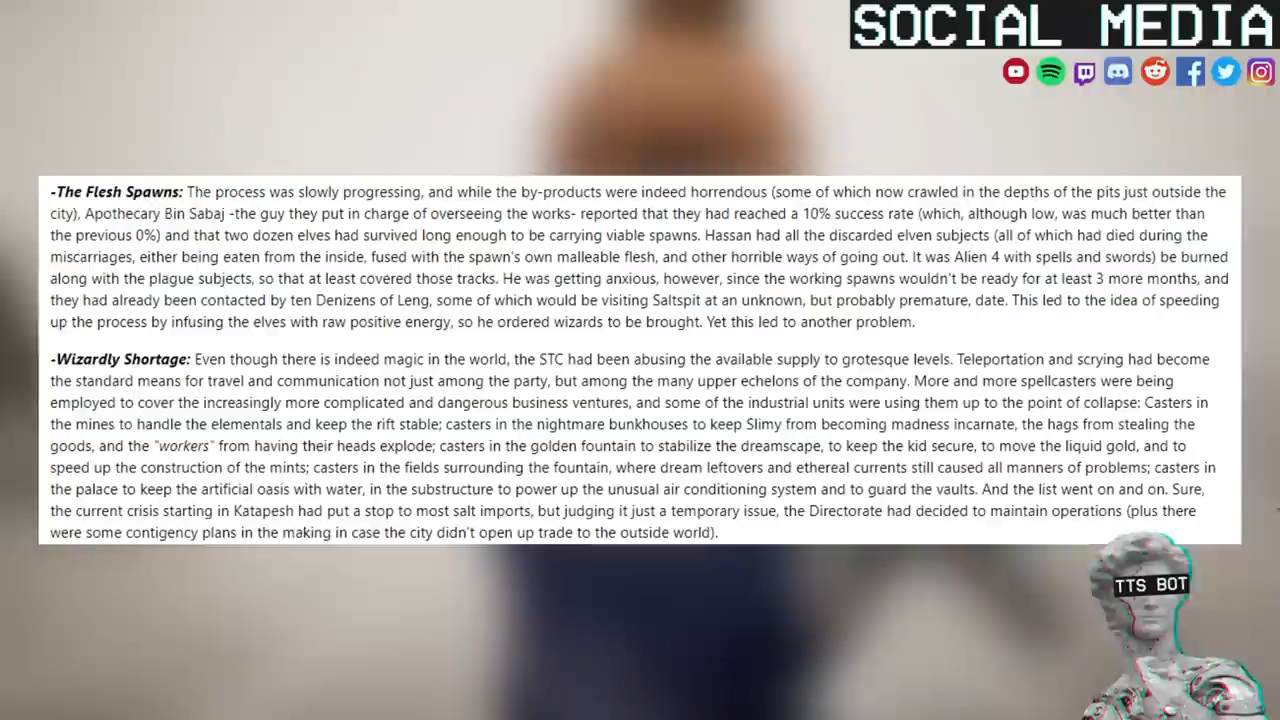 SOCIAL MEDIA
-The Flesh Spawns: The process was slowly progressing, and while the by-products were indeed horrendous (some of which now crawled in the depths of the pits just outside the
city), Apothecary Bin Sabaj -the guy they put in charge of overseeing the works- reported that they had reached a 10% success rate (which, although low, was much better than
the previous 0%) and that two dozen elves had survived long enough to be carrying viable spawns. Hassan had all the discarded elven subjects (all of which had died during the
miscarriages, either being eaten from the inside, fused with the spawn's own malleable flesh, and other horrible ways of going out. It was Alien 4 with spells and swords) be burned
along with the plague subjects, so that at least covered those tracks. He was getting anxious, however, since the working spawns wouldn't be ready for at least 3 more months, and
they had already been contacted by ten Denizens of Leng, some of which would be visiting Saltspit at an unknown, but probably premature, date. This led to the idea of speeding
up the process by infusing the elves with raw positive energy, so he ordered wizards to be brought. Yet this led to another problem.
-Wizardly Shortage: Even though there is indeed magic in the world, the STC had been abusing the available supply to grotesque levels. Teleportation and scrying had become
the standard means for travel and communication not just among the party, but among the many upper echelons of the company. More and more spellcasters were being
employed to cover the increasingly more complicated and dangerous business ventures, and some of the industrial units were using them up to the point of collapse: Casters in
the mines to handle the elementals and keep the rift stable; casters in the nightmare bunkhouses to keep Slimy from becoming madness incarnate, the hags from stealing the
goods, and the "workers" from having their heads explode; casters in the golden fountain to stabilize the dreamscape, to keep the kid secure, to move the liquid gold, and to
speed up the construction of the mints; casters in the fields surrounding the fountain, where dream leftovers and ethereal currents still caused all manners of problems; casters in
the palace to keep the artificial oasis with water, in the substructure to power up the unusual air conditioning system and to guard the vaults. And the list went on and on. Sure,
the current crisis starting in Katapesh had put a stop to most salt imports, but judging it just a temporary issue, the Directorate had decided to maintain operations (plus there
were some contigency plans in the making in case the city didn't open up trade to the outside world).
TTS BOT